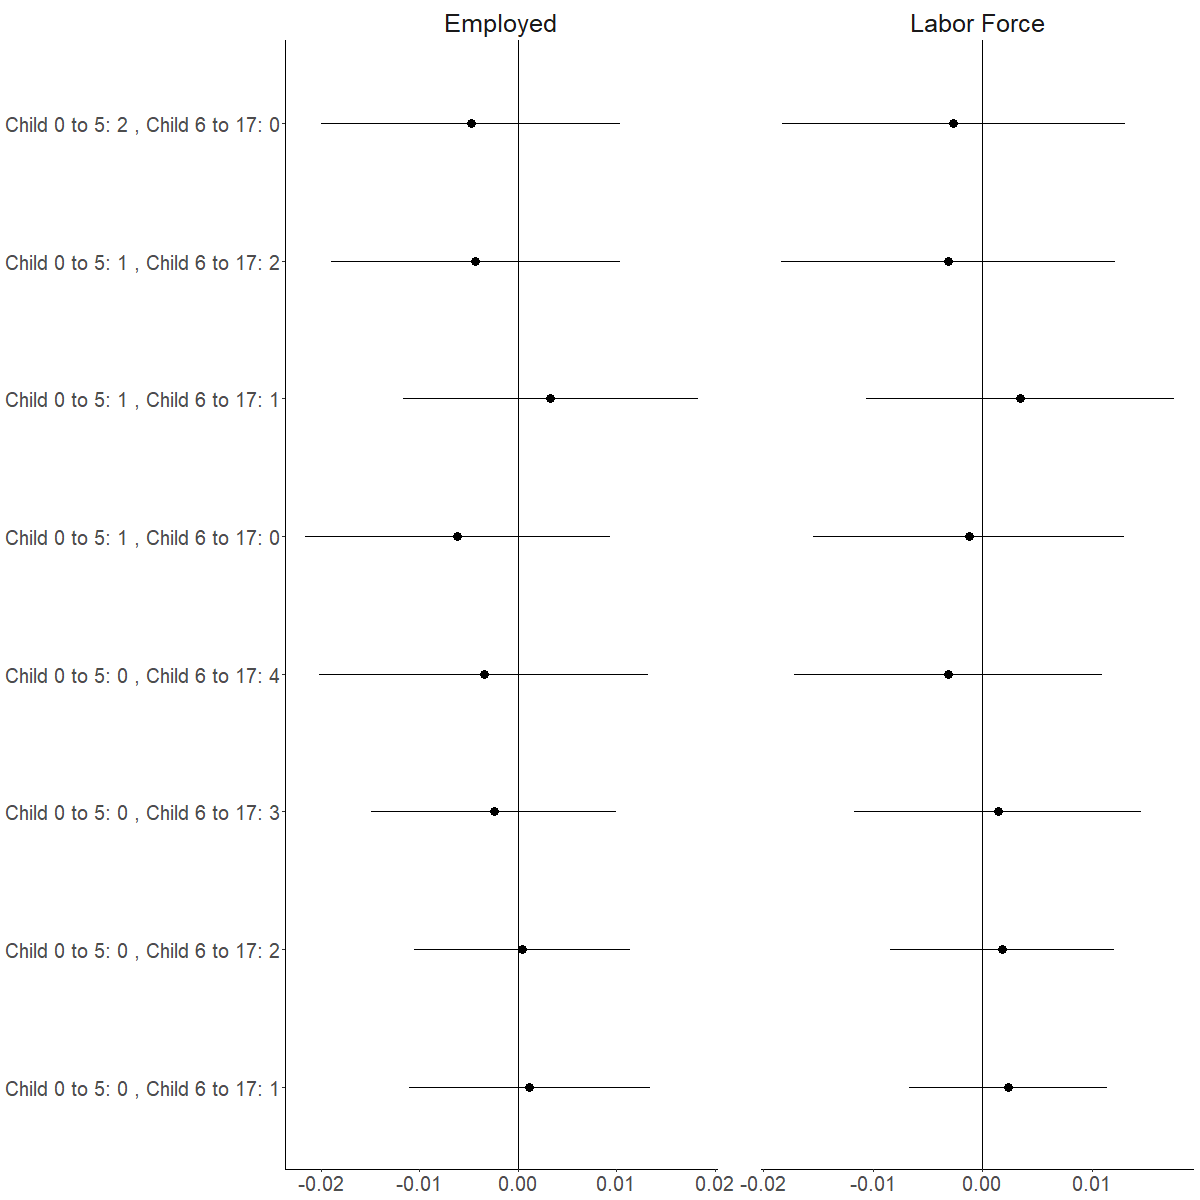 Employed Labor Force
Child 0 to 5: 2 , Child 6 to 17: 0
Child 0 to 5: 1 , Child 6 to 17: 2
Child 0 to 5: 1 , Child 6 to 17: 1
Child 0 to 5: 1 , Child 6 to 17: 0
Child 0 to 5: 0 , Child 6 to 17: 4
Child 0 to 5: 0 , Child 6 to 17: 3
Child 0 to 5: 0 , Child 6 to 17: 2
Child 0 to 5: 0 , Child 6 to 17: 1
-0.02 -0.01 0.00 0.01 0.02 -0.02 -0.01 0.00 0.01